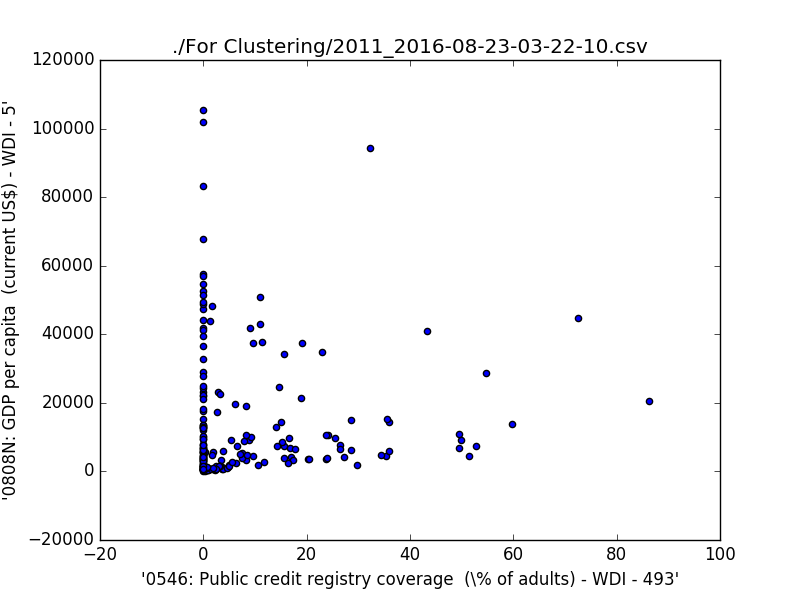 ./For Clustering/2011_2016-08-23-03-22-10.csv
120000
100000
80000
60000
40000
20000
0
−20000
'0808N: GDP per capita  (current US$) - WDI - 5'
−20 0 20 40 60 80 100
'0546: Public credit registry coverage  (\% of adults) - WDI - 493'